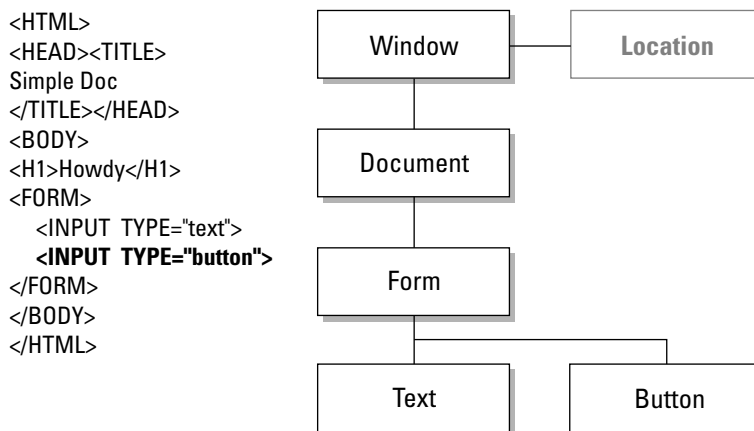 <HTML>
<HEAD><TITLE>
Simple Doc
</TITLE></HEAD>
<BODY>
<H1>Howdy</H1>
<FORM>
<INPUT TYPE="text">
<INPUT TYPE="button">
</FORM>
</BODY>
</HTML>
Window
Location
Document
Form
Text
Button